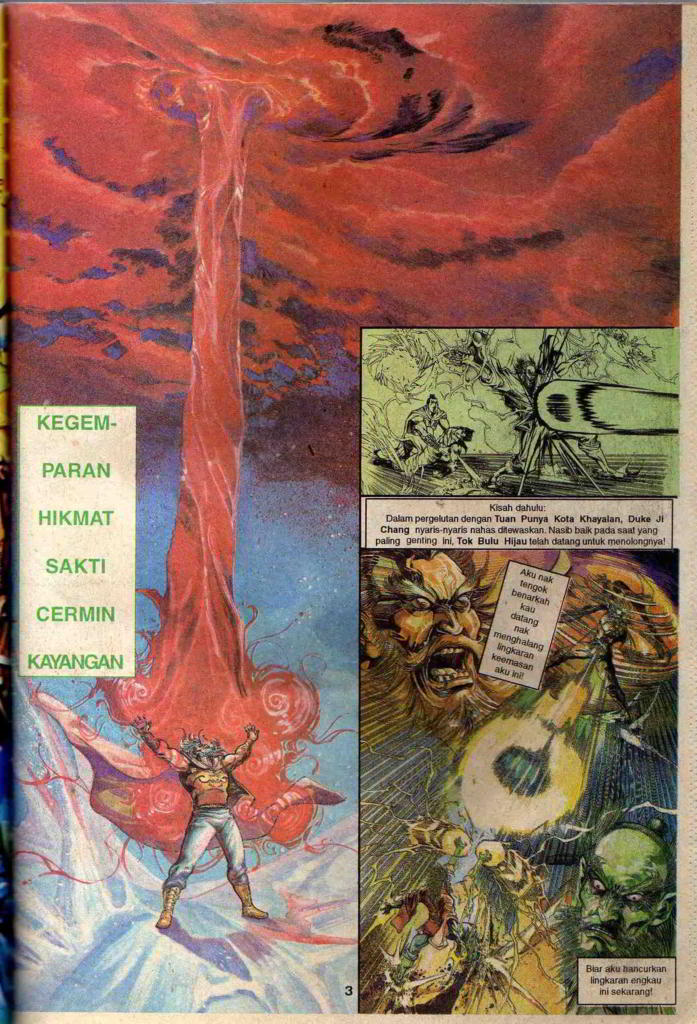 KEGEM-
PARAN
HIKMAT
SAKTI
CERMIN
KAYANGAN
Kisah dahulu:
Dalam pergelutan dengan Tuan Punya Kota Khayalan, Duke Ji
Chang nyaris-nyaris nahas ditewaskan. Nasib baik pada saat yang
paling genting ini, Tok Bulu Hijau telah datang untuk menolongnya!
Aku nak
tengok
benarkah
kau
datang
nak
menghalang
lingkaran
keemasan
aku ini!
Biar aku hancurkan
lingkaran engkau
ini sekarang!
3